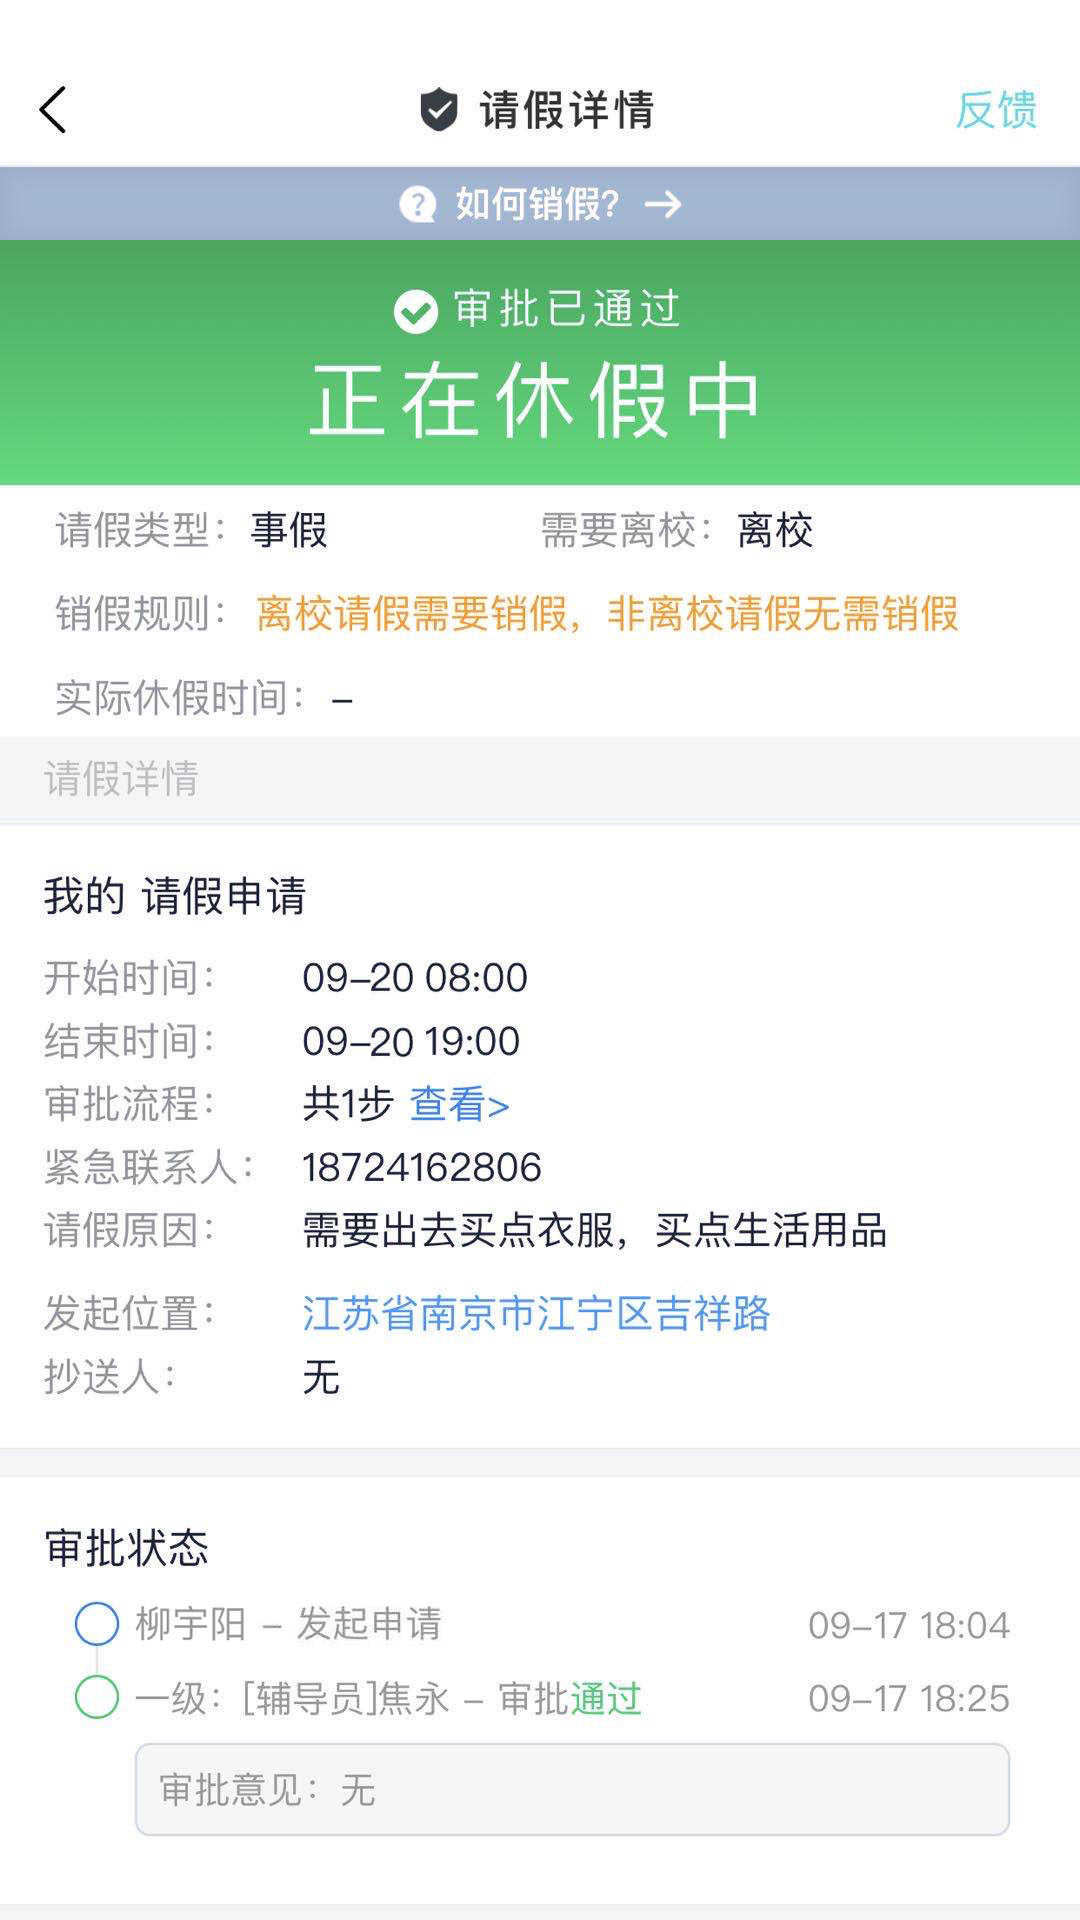 请假详情
反馈
如何销假?
审批已通过
正在休假中
请假类型：事假 需要离校：离校
销假规则：离校请假需要销假，非离校请假无需销假
实际休假时间：–
请假详情
我的 请假申请
开始时间： 09–20 08:00
结束时间： 09–20 19:00
审批流程： 共1步 查看>
紧急联系人： 18724162806
请假原因： 需要出去买点衣服，买点生活用品
发起位置： 江苏省南京市江宁区吉祥路
抄送人： 无
审批状态
柳宇阳 – 发起申请 09–17 18:04
一级：[辅导员]焦永 – 审批通过 09–17 18:25
审批意见：无